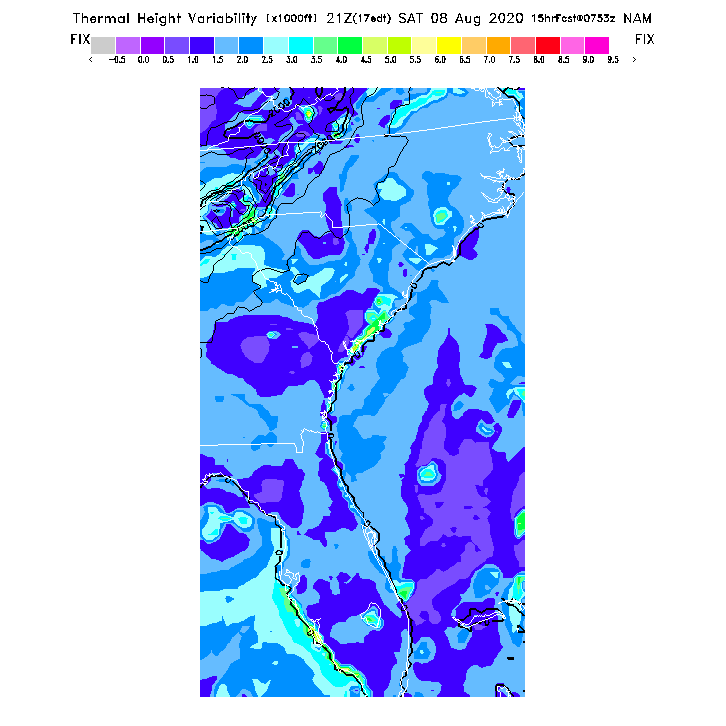 Thermal Height Variability [x1000ft] 21Z(17edt) SAT 08 Aug 2020 15hrFcst@0753z NAM
FIX FIX
< -0.5 0.0 0.5 1.5 2.0 2.5 3.0 3.5 4.0 4.5 5.0 5.5 6.0 6.5 7.0 7.5 8.0 8.5 9.0 9.5 >